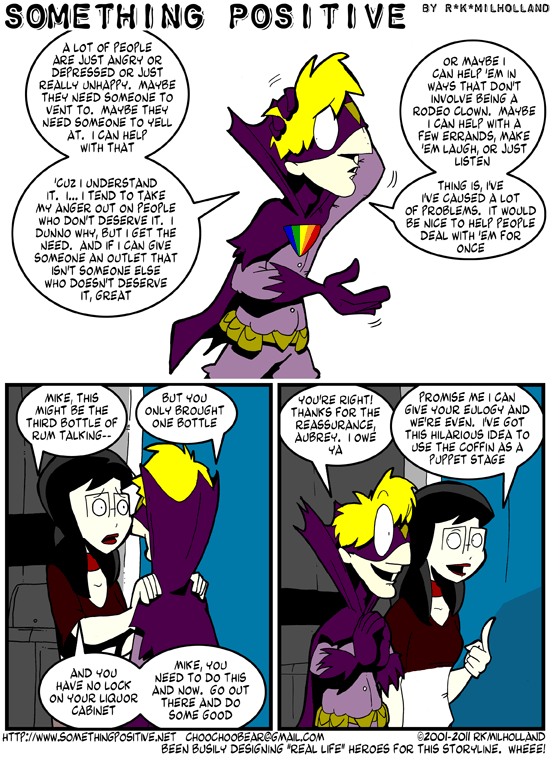 SOMETHING POSITIVE BY R*K*MILHOLLAND
A LOT OF PEOPLE
ARE JUST ANGRY OR
DEPRESSED OR JUST
REALLY UNHAPPY. MAYBE
THEY NEED SOMEONE TO
VENT TO. MAYBE THEY
NEED SOMEONE TO YELL
AT. I CAN HELP
WITH THAT
'CUZ I UNDERSTAND
IT. I... I TEND TO TAKE
MY ANGER OUT ON PEOPLE
WHO DON'T DESERVE IT. I
DUNNO WHY, BUT I GET THE
NEED. AND IF I CAN GIVE
SOMEONE AN OUTLET THAT
ISN'T SOMEONE ELSE
WHO DOESN'T DESERVE
IT, GREAT
OR MAYBE I
CAN HELP 'EM IN
WAYS THAT DON'T
INVOLVE BEING A
RODEO CLOWN. MAYBE
I CAN HELP WITH A
FEW ERRANDS, MAKE
'EM LAUGH, OR JUST
LISTEN
THING IS, I'VE
I'VE CAUSED A LOT
OF PROBLEMS. IT WOULD
BE NICE TO HELP PEOPLE
DEAL WITH 'EM FOR
ONCE
MIKE, THIS
MIGHT BE THE
THIRD BOTTLE OF
RUM TALKING--
BUT YOU
ONLY BROUGHT
ONE BOTTLE
AND YOU
HAVE NO LOCK
ON YOUR LIQUOR
CABINET
MIKE, YOU
NEED TO DO THIS
AND NOW. GO OUT
THERE AND DO
SOME GOOD
YOU'RE RIGHT!
THANKS FOR THE
REASSURANCE,
AUBREY. I OWE
YA
PROMISE ME I CAN
GIVE YOUR EULOGY AND
WE'RE EVEN. I'VE GOT
THIS HILARIOUS IDEA TO
USE THE COFFIN AS A
PUPPET STAGE
HTTP://WWW.SOMETHINGPOSITIVE.NET CHOOCHOOBEAR@GMAIL.COM ©2001-2011 RKMILHOLLAND
BEEN BUSILY DESIGNING "REAL LIFE" HEROES FOR THIS STORYLINE. WHEEE!